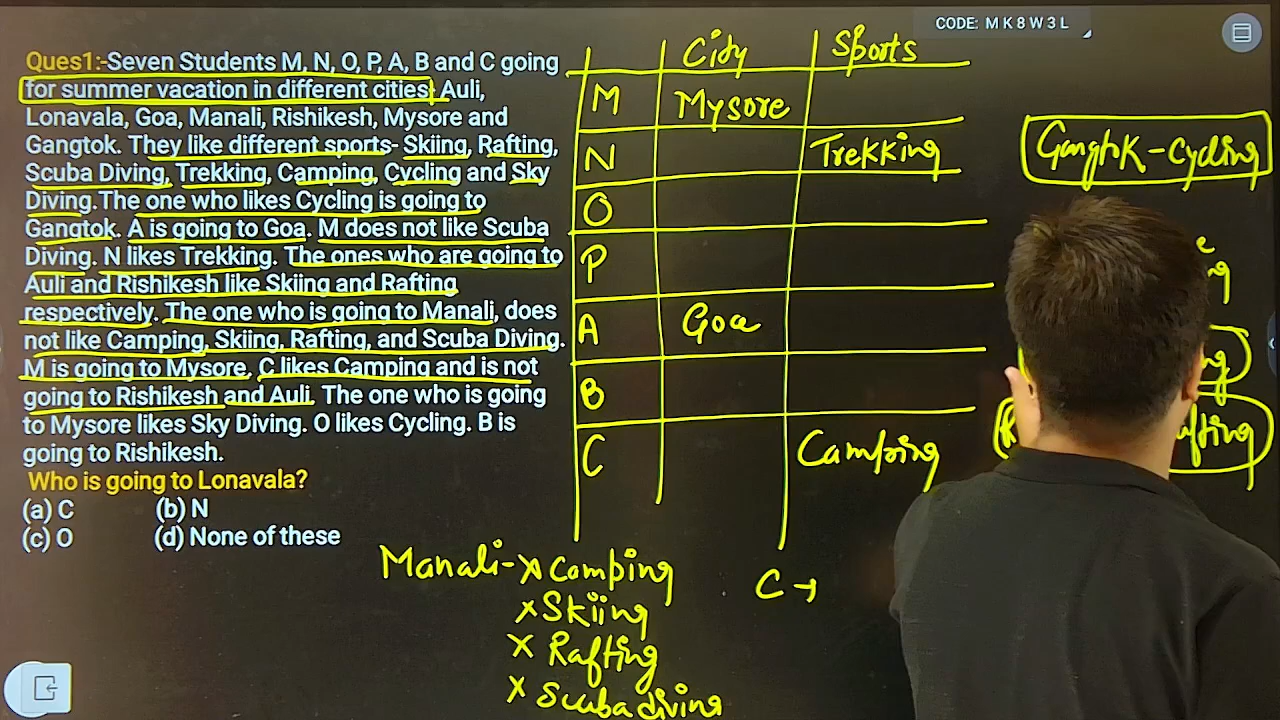 CODE: M K 8 W 3 L
Ques1:-Seven Students M, N, O, P, A, B and C going
for summer vacation in different cities- Auli,
Lonavala, Goa, Manali, Rishikesh, Mysore and
Gangtok. They like different sports- Skiing, Rafting,
Scuba Diving, Trekking, Camping, Cycling and Sky
Diving.The one who likes Cycling is going to
Gangtok. A is going to Goa. M does not like Scuba
Diving. N likes Trekking. The ones who are going to
Auli and Rishikesh like Skiing and Rafting
respectively. The one who is going to Manali, does
not like Camping, Skiing, Rafting, and Scuba Diving.
M is going to Mysore, C likes Camping and is not
going to Rishikesh and Auli. The one who is going
to Mysore likes Sky Diving. O likes Cycling. B is
going to Rishikesh.
Who is going to Lonavala?
(a) C (b) N
(c) O (d) None of these
City Sports
M Mysore
N Trekking
O
P
A Goa
B
C Camping
Gangtok-Cycling
Manali-x Camping
x Skiing
x Rafting
x Scuba diving
C →